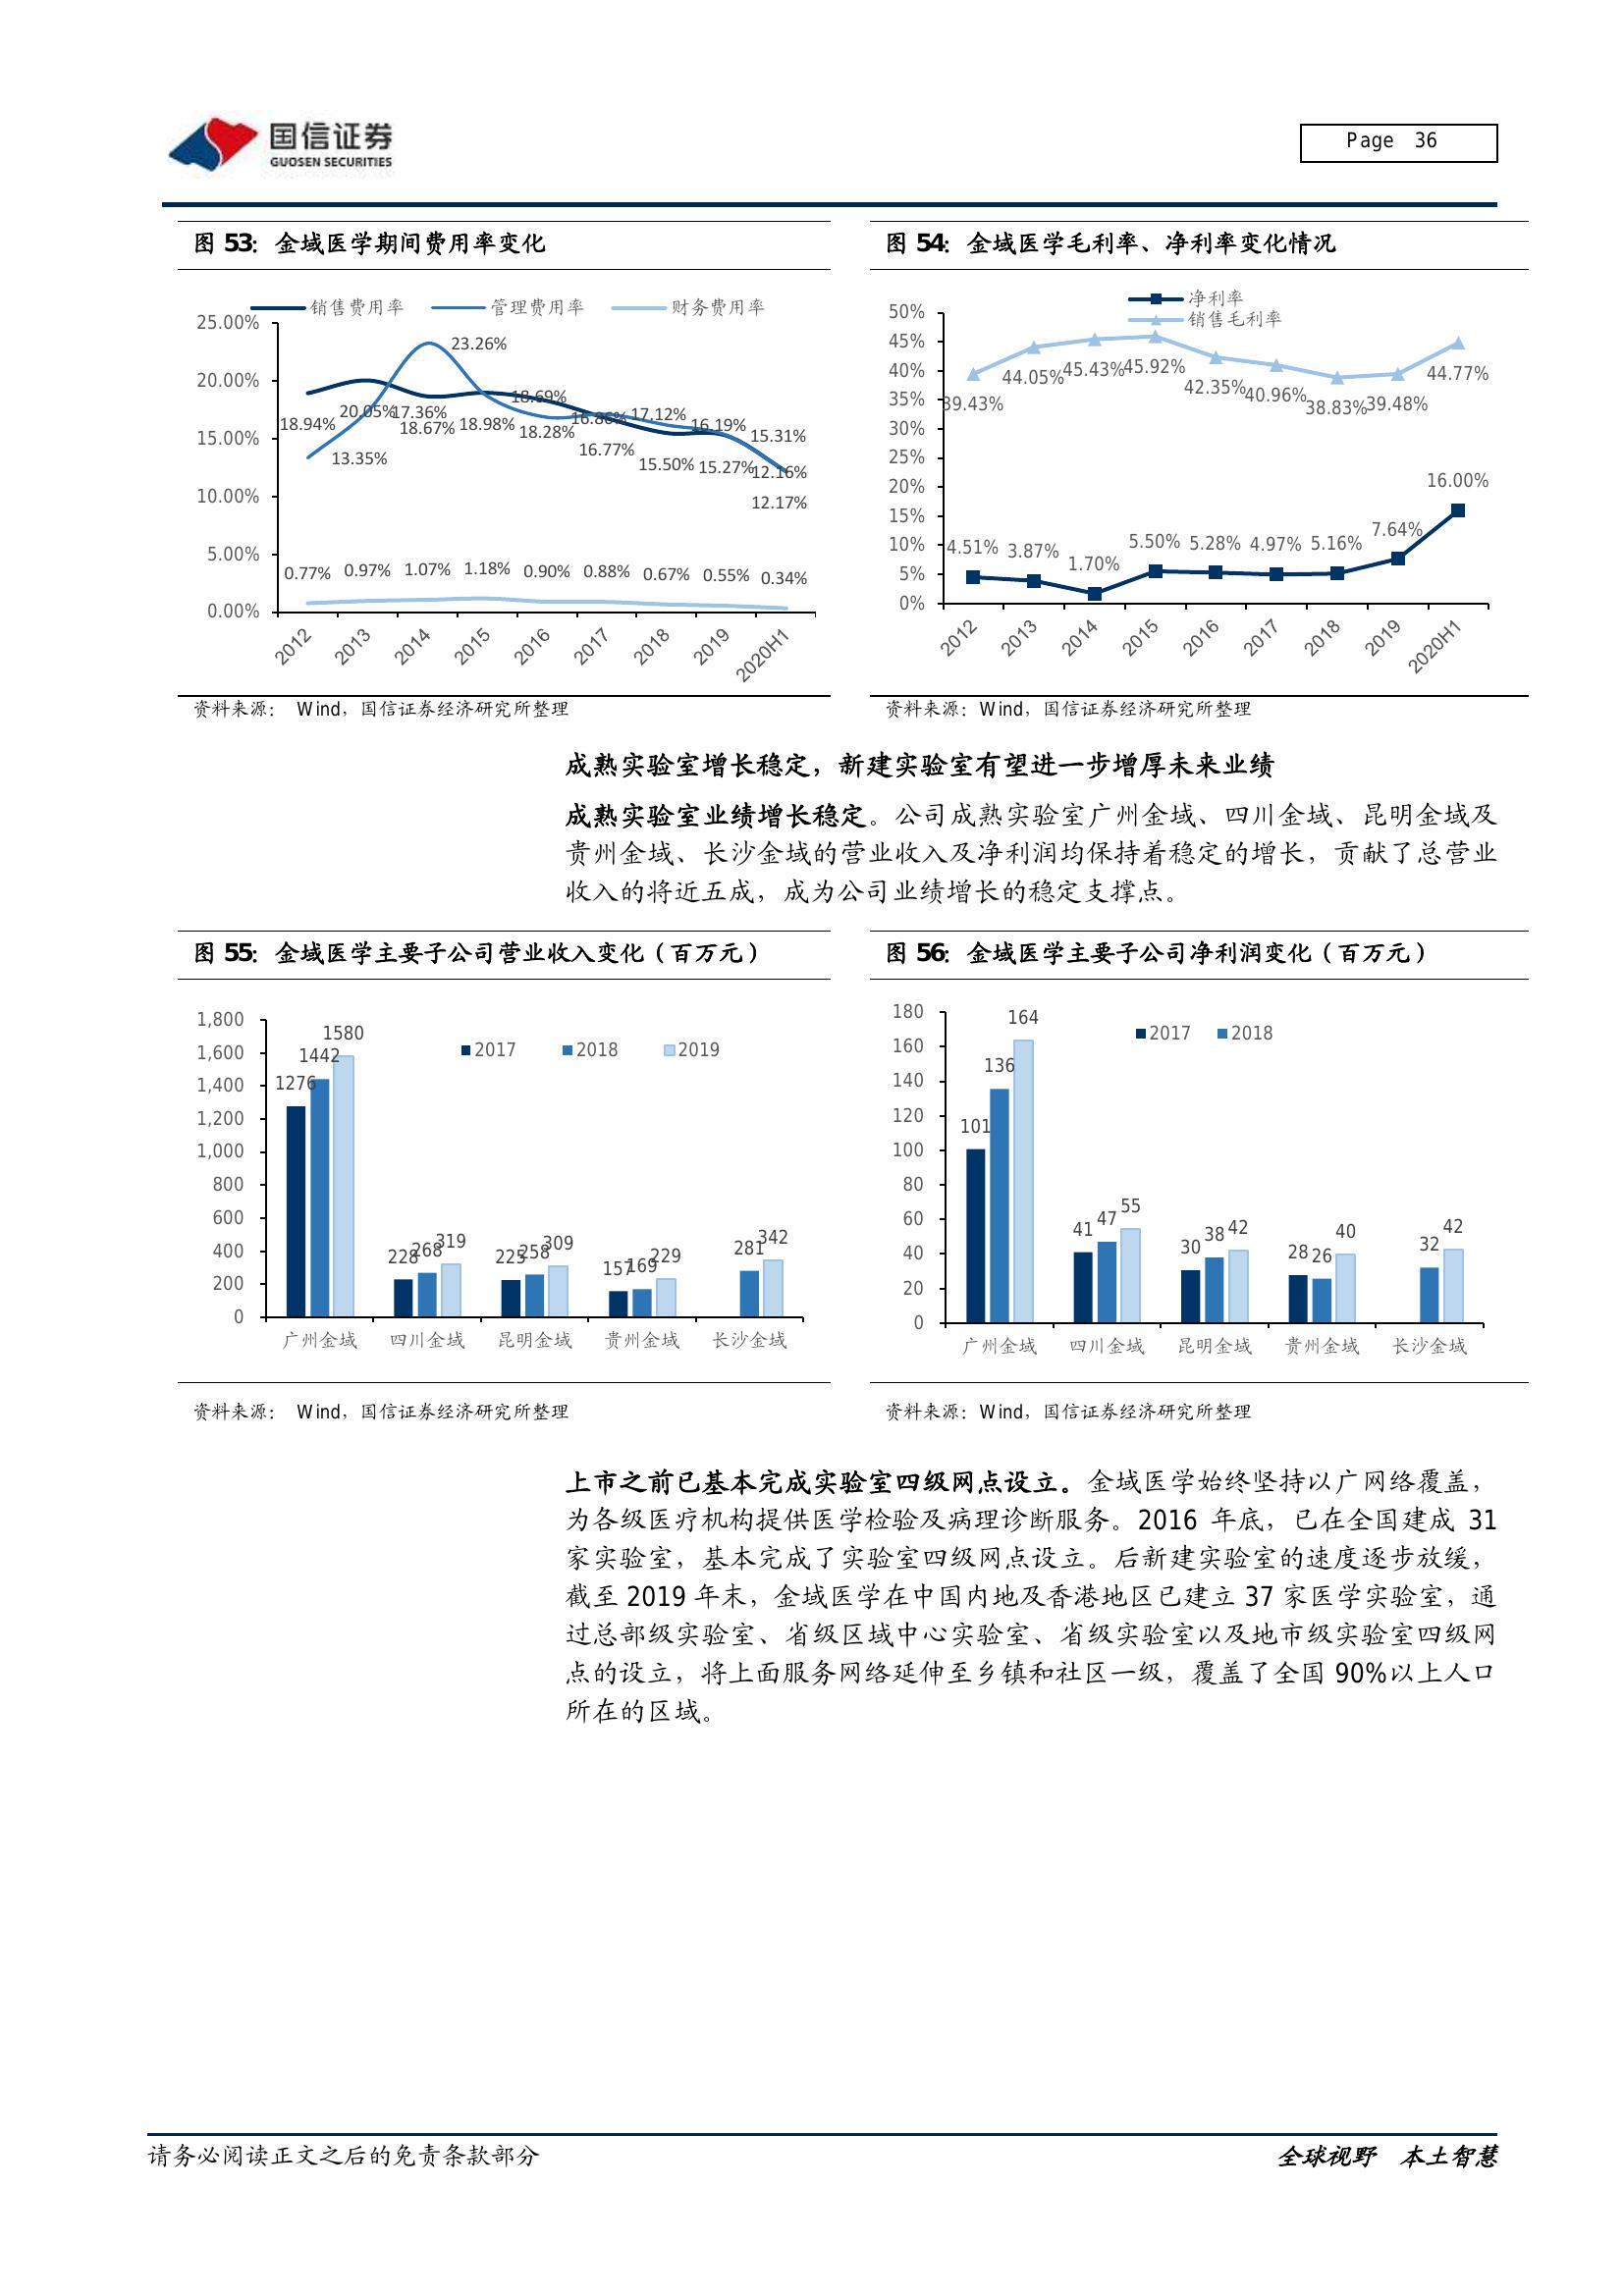 国信证券
GUOSEN SECURITIES
Page 36
图 53：金域医学期间费用率变化
销售费用率 管理费用率 财务费用率
25.00%
20.00%
15.00%
10.00%
5.00%
0.00%
23.26%
18.69%
18.94% 20.05% 17.36% 18.67% 18.98% 18.28% 16.88% 17.12% 16.19% 15.31%
13.35% 16.77% 15.50% 15.27% 12.16%
12.17%
0.77% 0.97% 1.07% 1.18% 0.90% 0.88% 0.67% 0.55% 0.34%
2012 2013 2014 2015 2016 2017 2018 2019 2020H1
资料来源： Wind，国信证券经济研究所整理
图 54：金域医学毛利率、净利率变化情况
净利率
销售毛利率
50%
45%
40%
35%
30%
25%
20%
15%
10%
5%
0%
39.43% 44.05% 45.43% 45.92% 42.35% 40.96% 38.83% 39.48% 44.77%
4.51% 3.87% 1.70% 5.50% 5.28% 4.97% 5.16% 7.64% 16.00%
2012 2013 2014 2015 2016 2017 2018 2019 2020H1
资料来源：Wind，国信证券经济研究所整理
成熟实验室增长稳定，新建实验室有望进一步增厚未来业绩
成熟实验室业绩增长稳定。公司成熟实验室广州金域、四川金域、昆明金域及
贵州金域、长沙金域的营业收入及净利润均保持着稳定的增长，贡献了总营业
收入的将近五成，成为公司业绩增长的稳定支撑点。
图 55：金域医学主要子公司营业收入变化（百万元）
2017 2018 2019
1,800
1,600
1,400
1,200
1,000
800
600
400
200
0
1276 1442 1580
228 268 319
225 258 309
157 169 229
281 342
广州金域 四川金域 昆明金域 贵州金域 长沙金域
资料来源： Wind，国信证券经济研究所整理
图 56：金域医学主要子公司净利润变化（百万元）
2017 2018
180
160
140
120
100
80
60
40
20
0
101 136 164
41 47 55
30 38 42
28 26 40
32 42
广州金域 四川金域 昆明金域 贵州金域 长沙金域
资料来源：Wind，国信证券经济研究所整理
上市之前已基本完成实验室四级网点设立。金域医学始终坚持以广网络覆盖，
为各级医疗机构提供医学检验及病理诊断服务。2016 年底，已在全国建成 31
家实验室，基本完成了实验室四级网点设立。后新建实验室的速度逐步放缓，
截至 2019 年末，金域医学在中国内地及香港地区已建立 37 家医学实验室，通
过总部级实验室、省级区域中心实验室、省级实验室以及地市级实验室四级网
点的设立，将上面服务网络延伸至乡镇和社区一级，覆盖了全国 90%以上人口
所在的区域。
请务必阅读正文之后的免责条款部分
全球视野 本土智慧